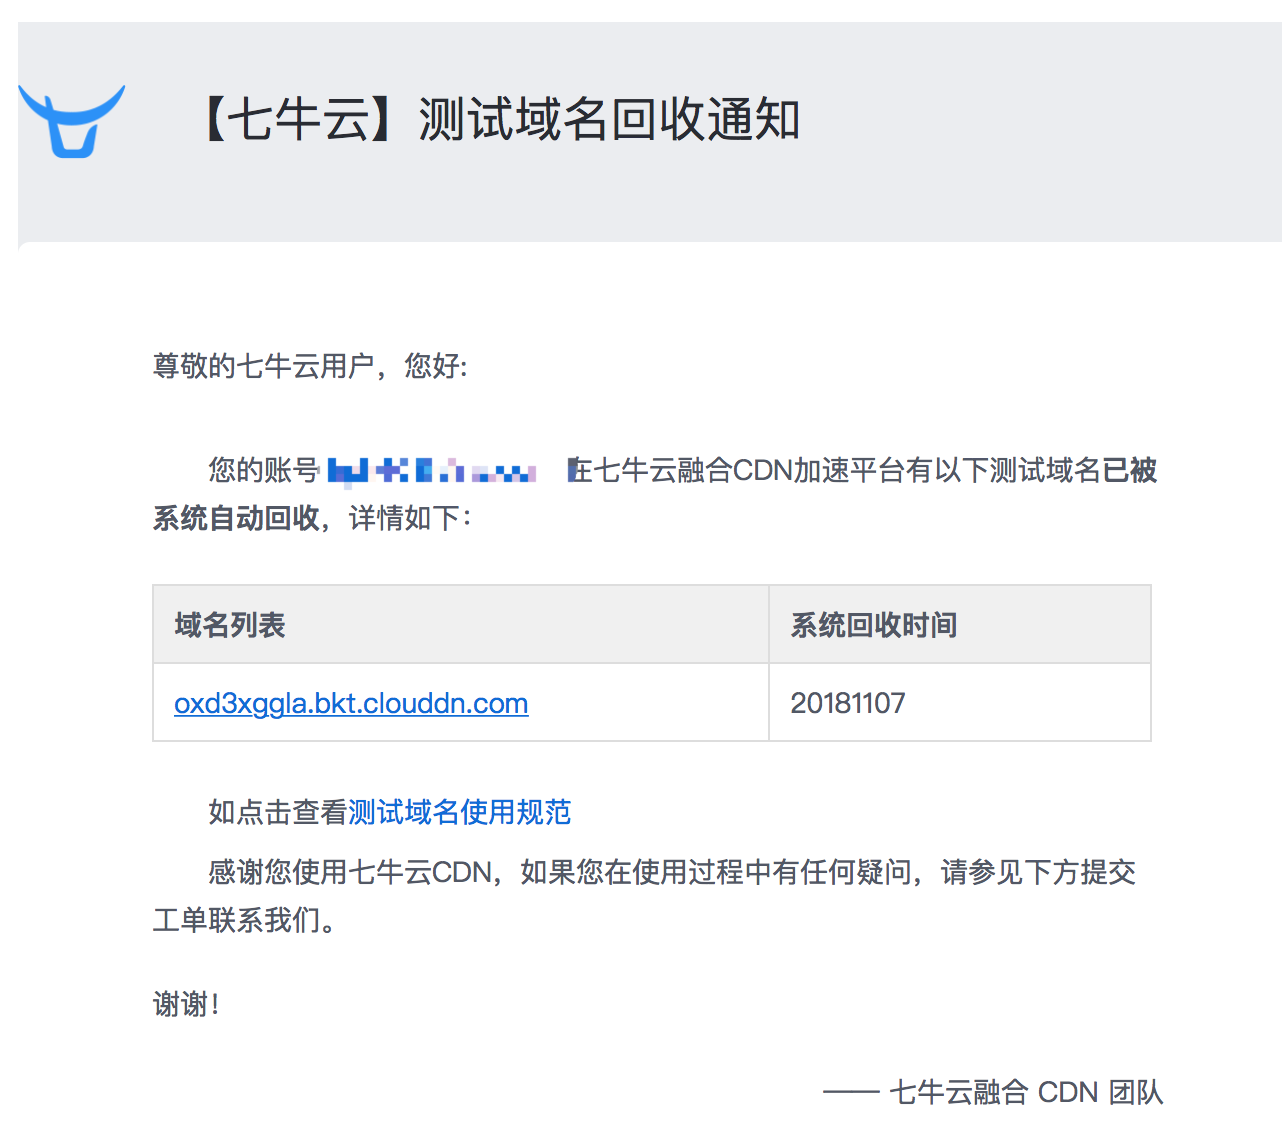 【七牛云】测试域名回收通知
尊敬的七牛云用户，您好:
您的账号 在七牛云融合CDN加速平台有以下测试域名已被
系统自动回收，详情如下：
域名列表 系统回收时间
oxd3xggla.bkt.clouddn.com 20181107
如点击查看测试域名使用规范
感谢您使用七牛云CDN，如果您在使用过程中有任何疑问，请参见下方提交
工单联系我们。
谢谢！
—— 七牛云融合 CDN 团队